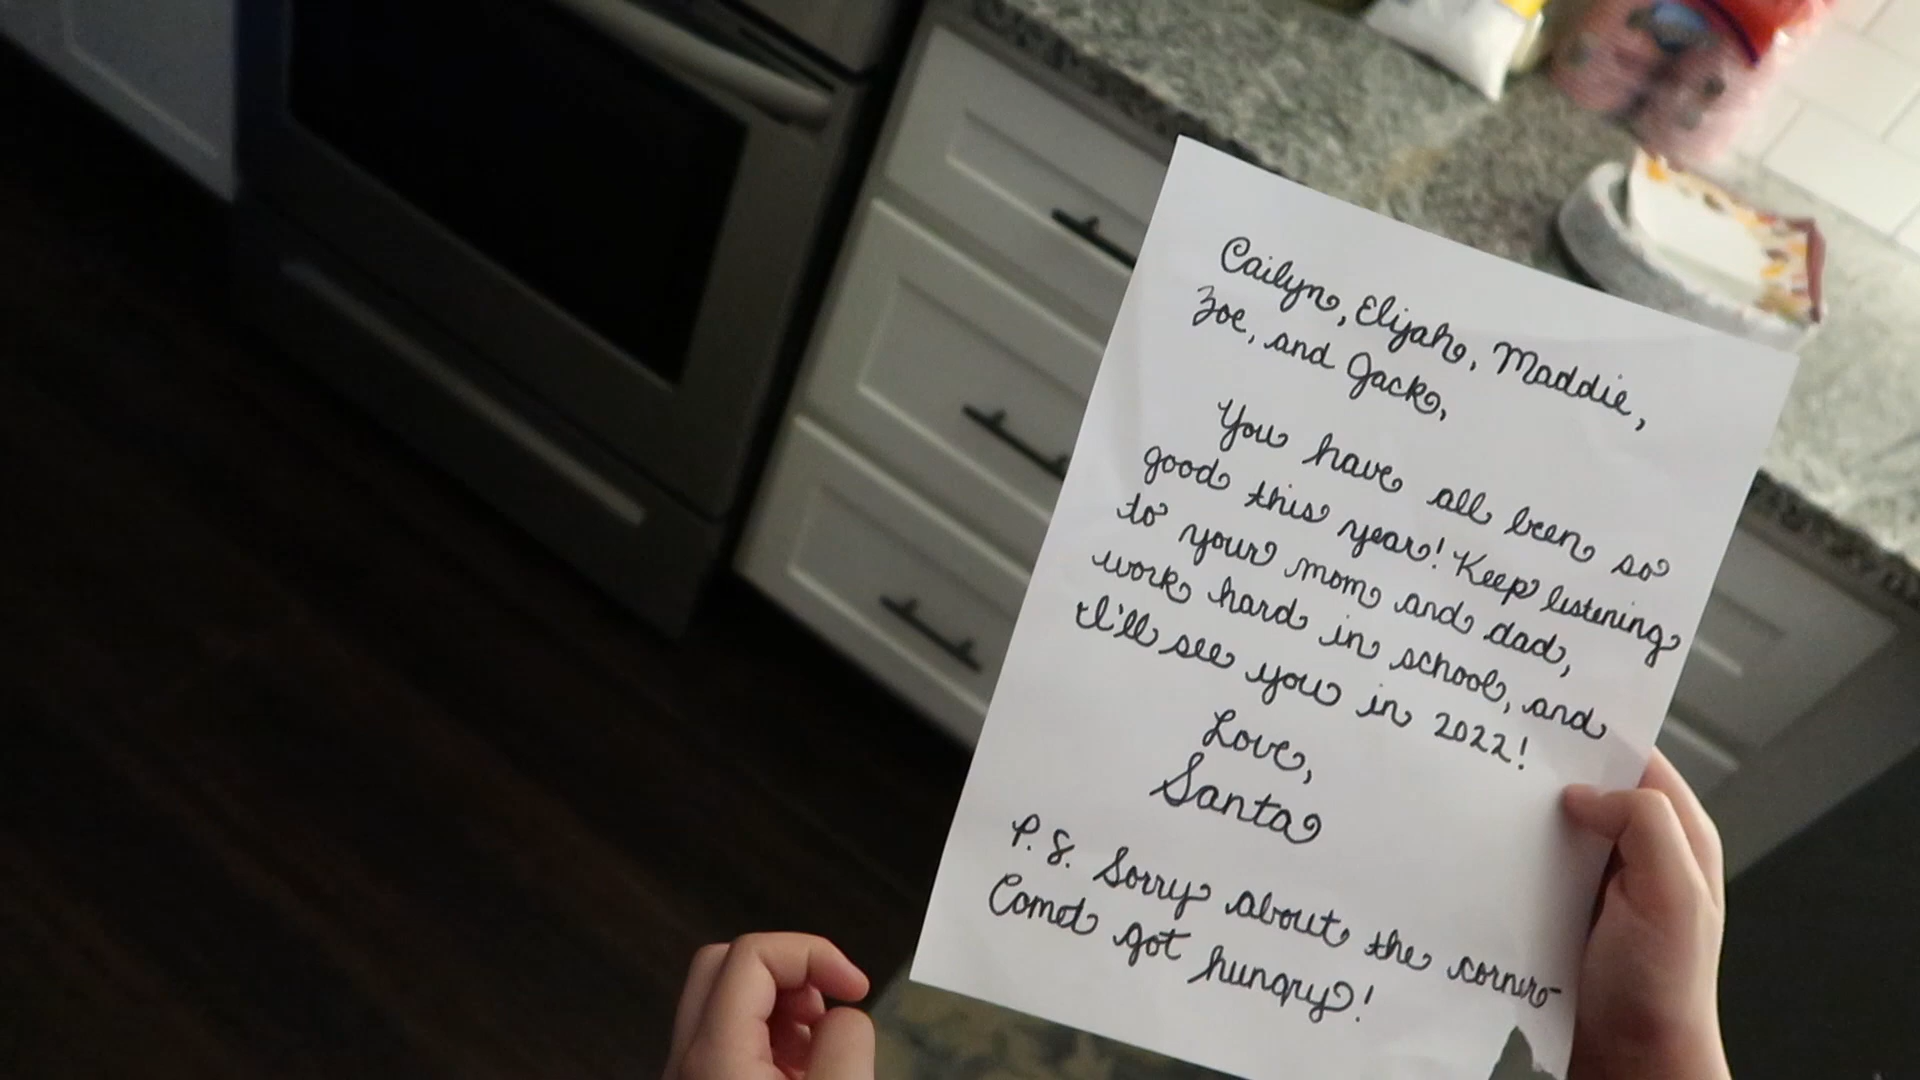 Cailyn, Elijah, Maddie,
Zoe, and Jack,
You have all been so
good this year! Keep listening
to your mom and dad,
work hard in school, and
I'll see you in 2022!
Love,
Santa
P.S. Sorry about the corner-
Comet got hungry!